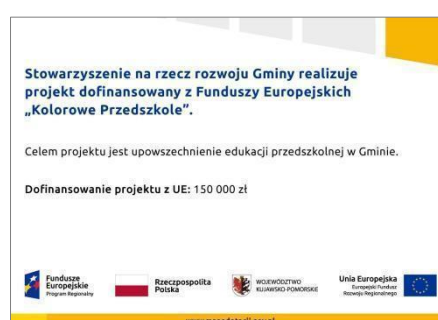 Stowarzyszenie na rzecz rozwoju Gminy realizuje
projekt dofinansowany z Funduszy Europejskich
„Kolorowe Przedszkole”.
Celem projektu jest upowszechnienie edukacji przedszkolnej w Gminie.
Dofinansowanie projektu z UE: 150 000 zł
Fundusze
Europejskie
Program Regionalny
Rzeczpospolita
Polska
WOJEWÓDZTWO
KUJAWSKO-POMORSKIE
Unia Europejska
Europejski Fundusz
Rozwoju Regionalnego